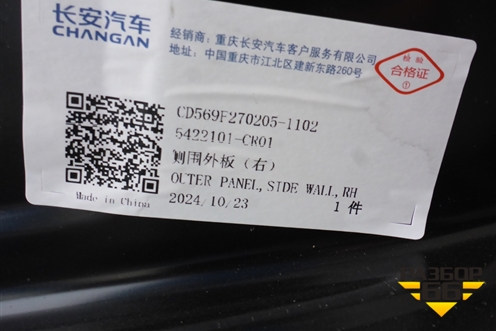 长安汽车
CHANGAN
经销商：重庆长安汽车客户服务有限公司
地址：中国重庆市江北区建新东路260号
检验
合格证
①
CD569F270205-1102
5422101-CR01
侧围外板（右）
OUTER PANEL,SIDE WALL,RH
2024/10/23
1 件
Made in China
РАЗБОР
66